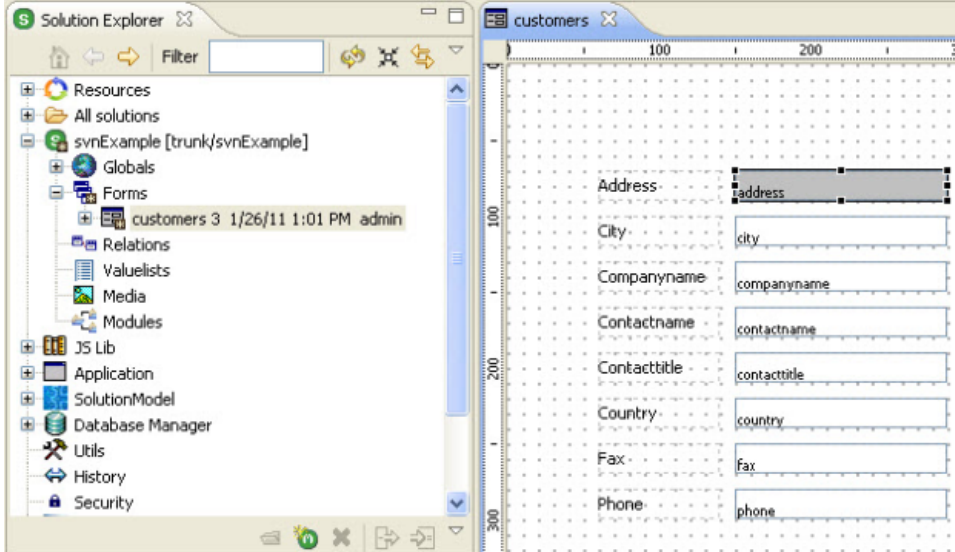 Solution Explorer
Filter
Resources
All solutions
svnExample [trunk/svnExample]
Globals
Forms
customers 3 1/26/11 1:01 PM admin
Relations
Valuelists
Media
Modules
JS Lib
Application
SolutionModel
Database Manager
Utils
History
Security
customers
0 100 200
0
100
200
300
Address address
City city
Companyname companyname
Contactname contactname
Contacttitle contacttitle
Country country
Fax fax
Phone phone